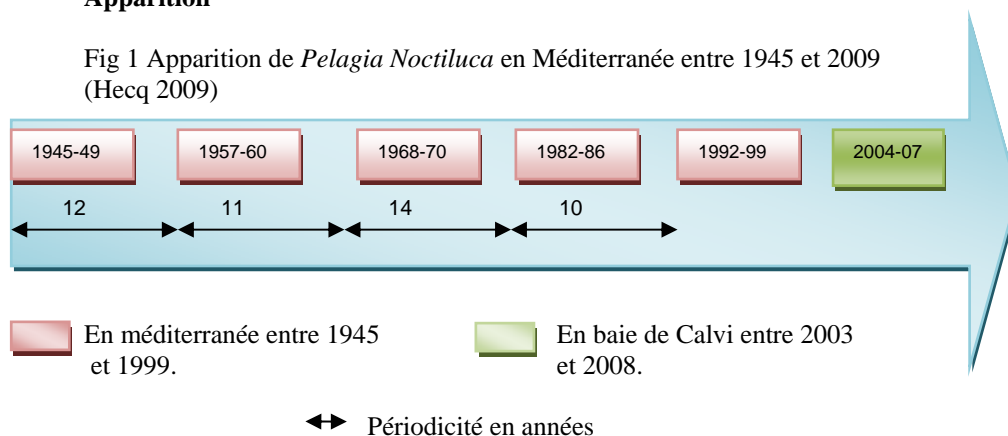 Apparition
Fig 1 Apparition de Pelagia Noctiluca en Méditerranée entre 1945 et 2009
(Hecq 2009)
1945-49 1957-60 1968-70 1982-86 1992-99 2004-07
12 11 14 10
En méditerranée entre 1945
et 1999.
En baie de Calvi entre 2003
et 2008.
Périodicité en années